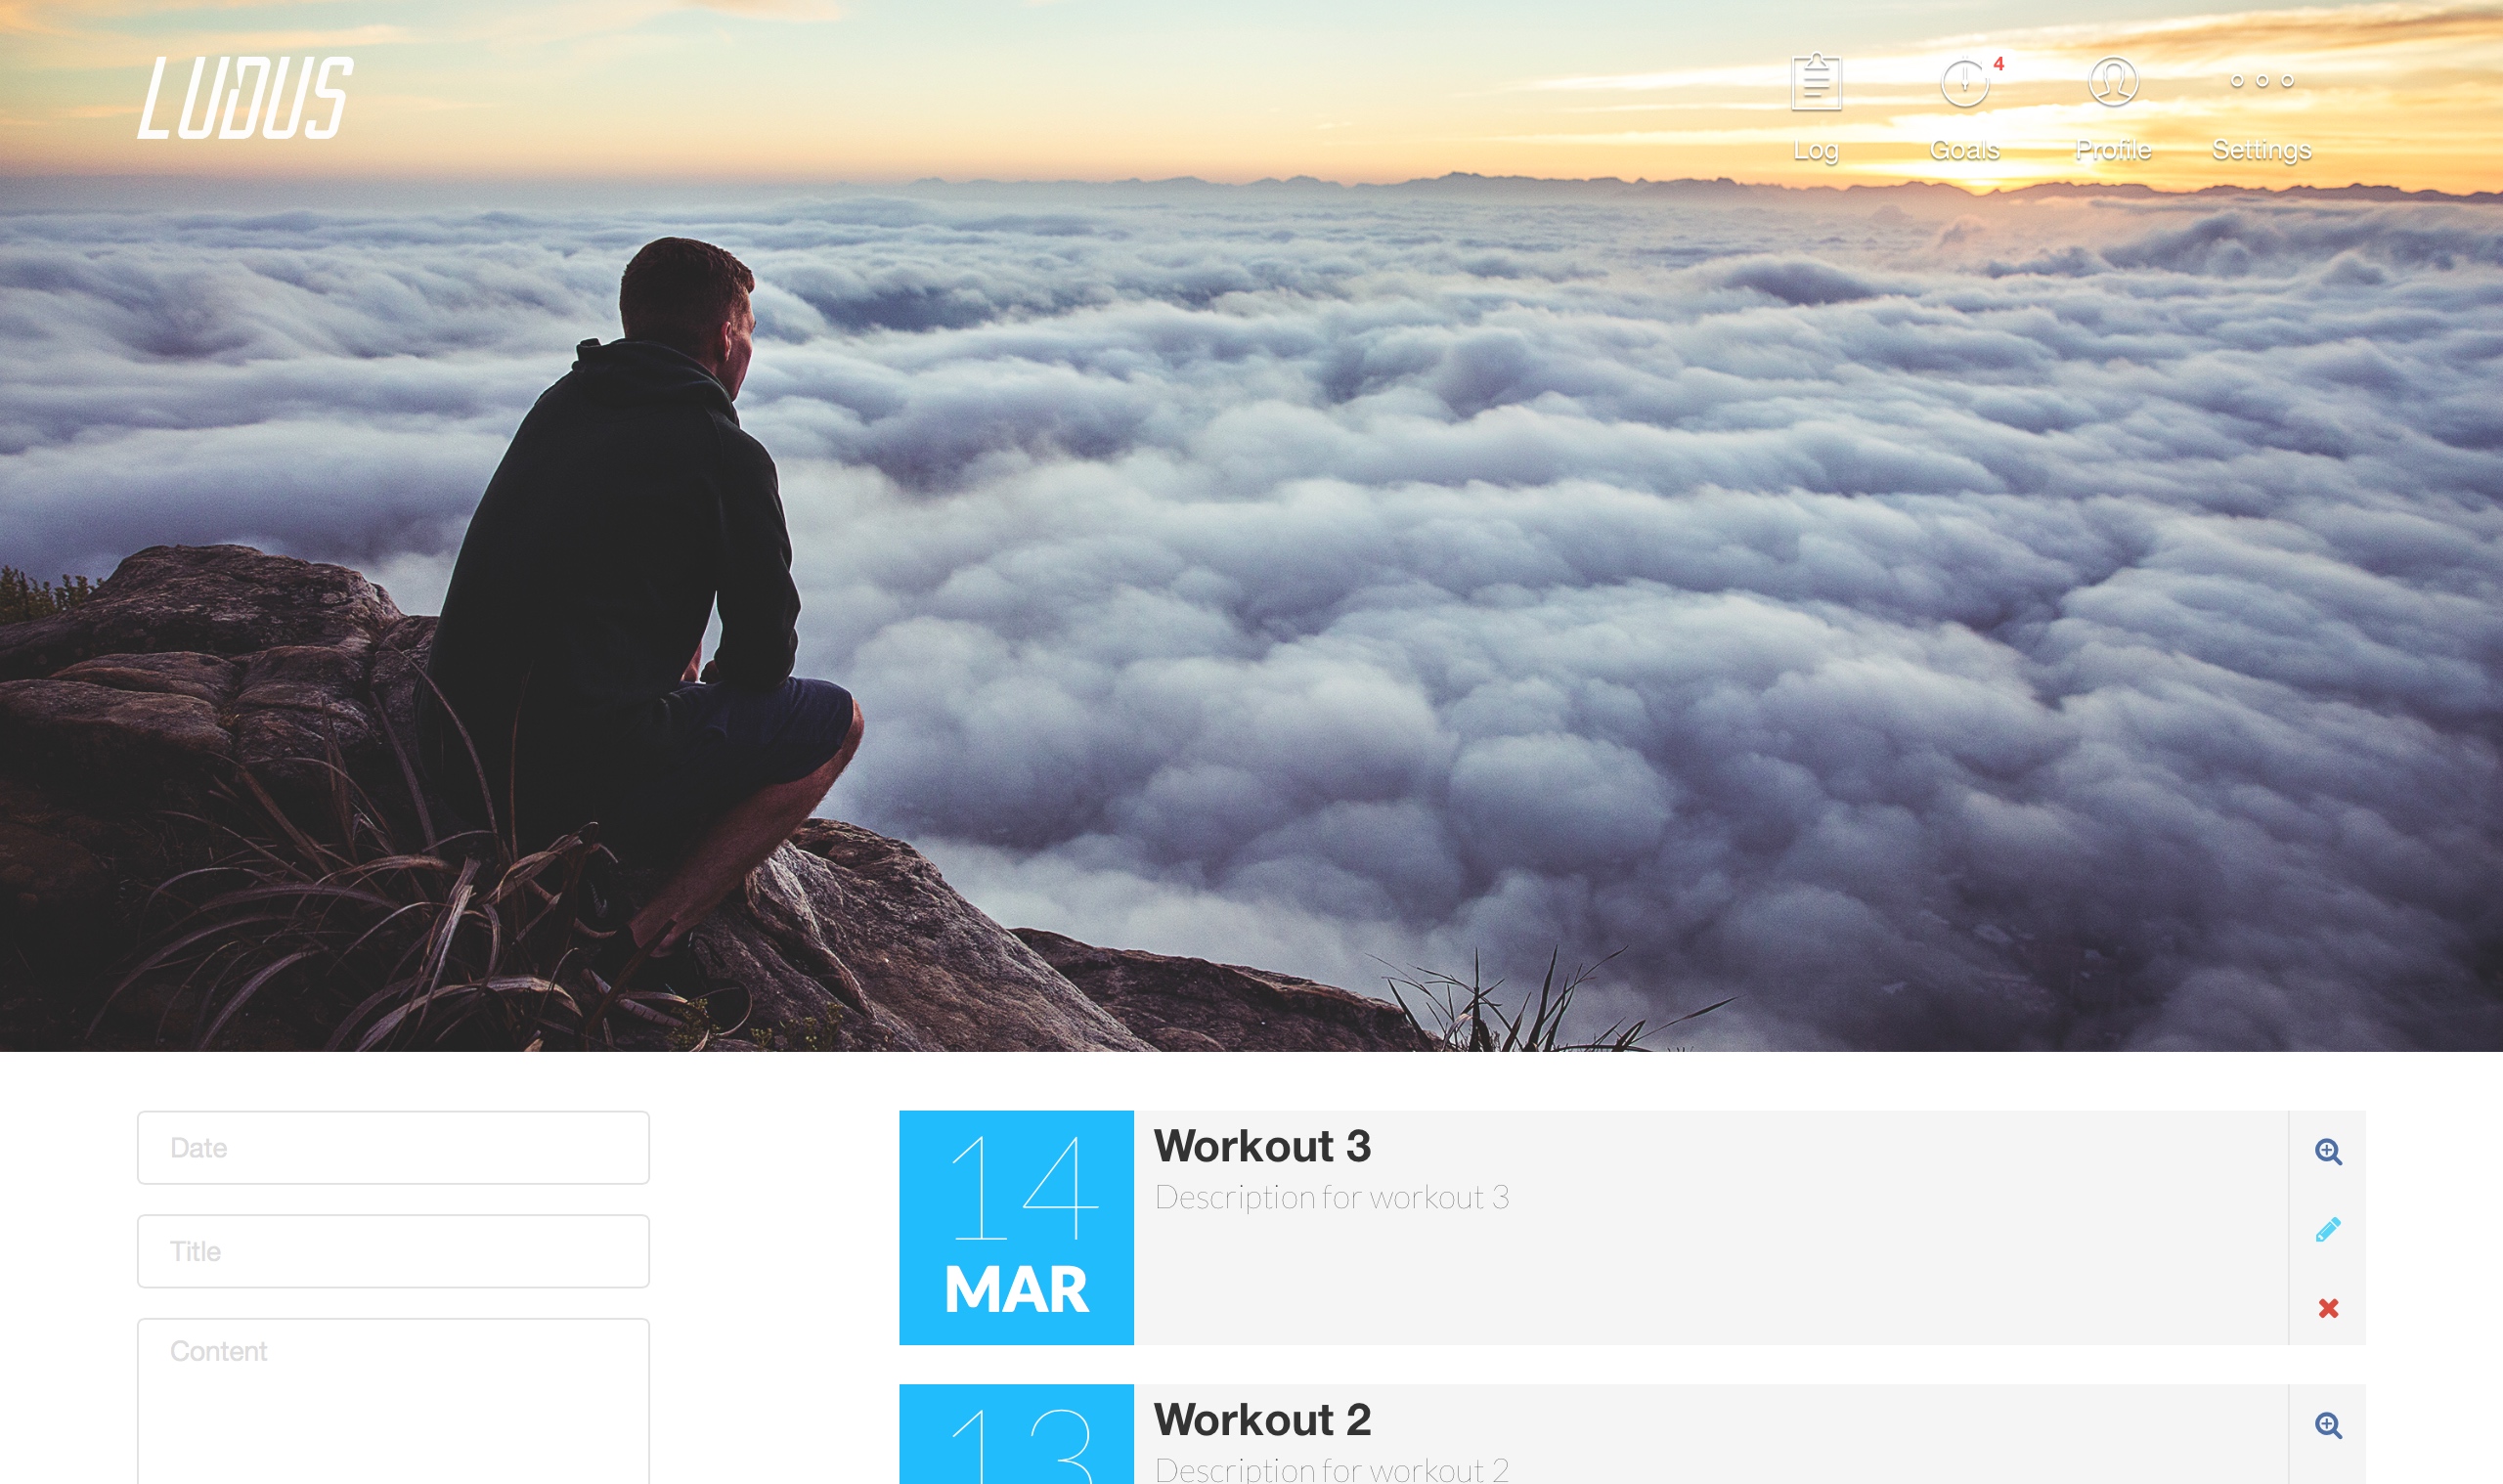 LUDUS
4
Log
Goals
Profile
Settings
Date
Title
Content
14
MAR
Workout 3
Description for workout 3
13
Workout 2
Description for workout 2